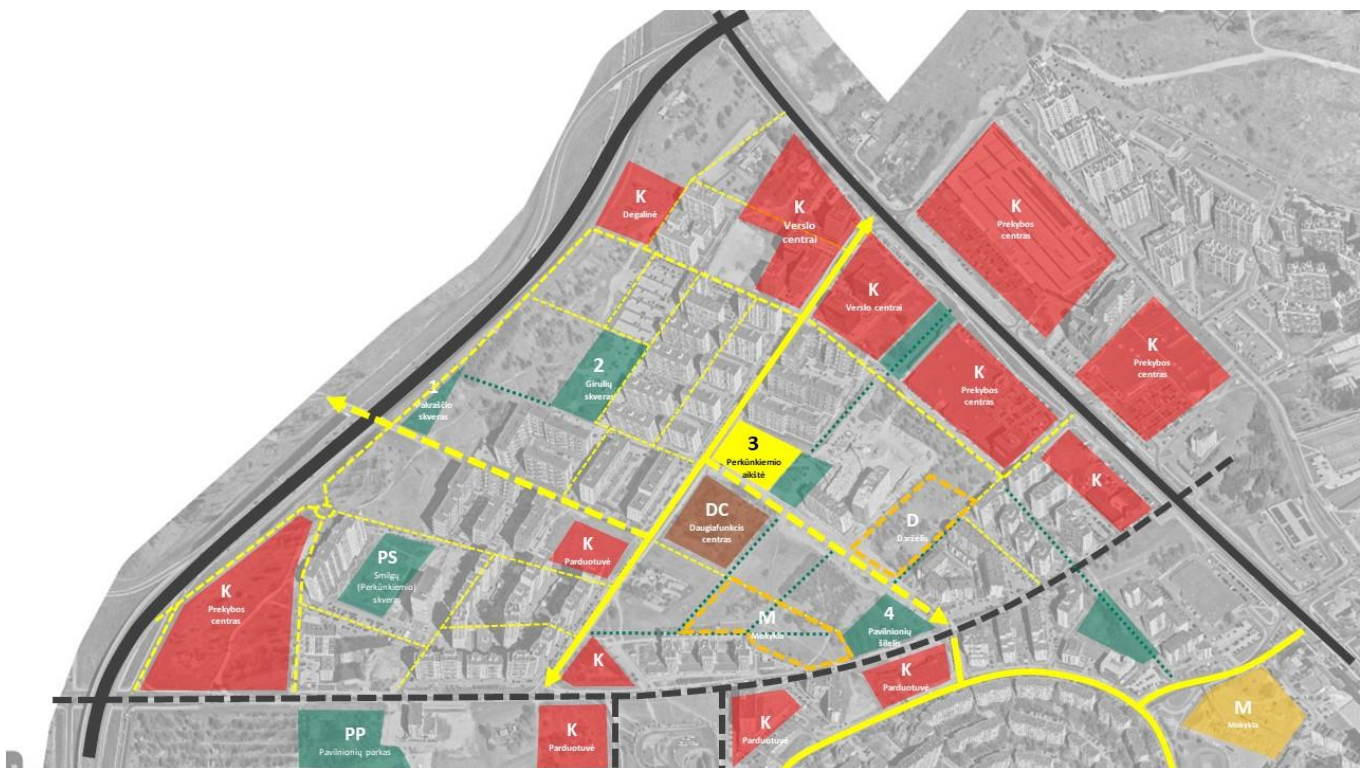 K
Degalinė
K
Verslo
centrai
K
Prekybos
centras
K
Verslo centrai
K
Prekybos
centras
K
Prekybos
centras
1
Pakraščio
skveras
2
Girulių
skveras
3
Perkūnkiemio
aikštė
K
DC
Daugiafunkcis
centras
D
Darželis
K
Parduotuvė
PS
Smilgų
(Perkūnkiemio)
skveras
K
Prekybos
centras
M
Mokykla
4
Pavilnionių
šilelis
K
K
Parduotuvė
M
Mokykla
PP
Pavilnionių parkas
K
Parduotuvė
K
Parduotuvė